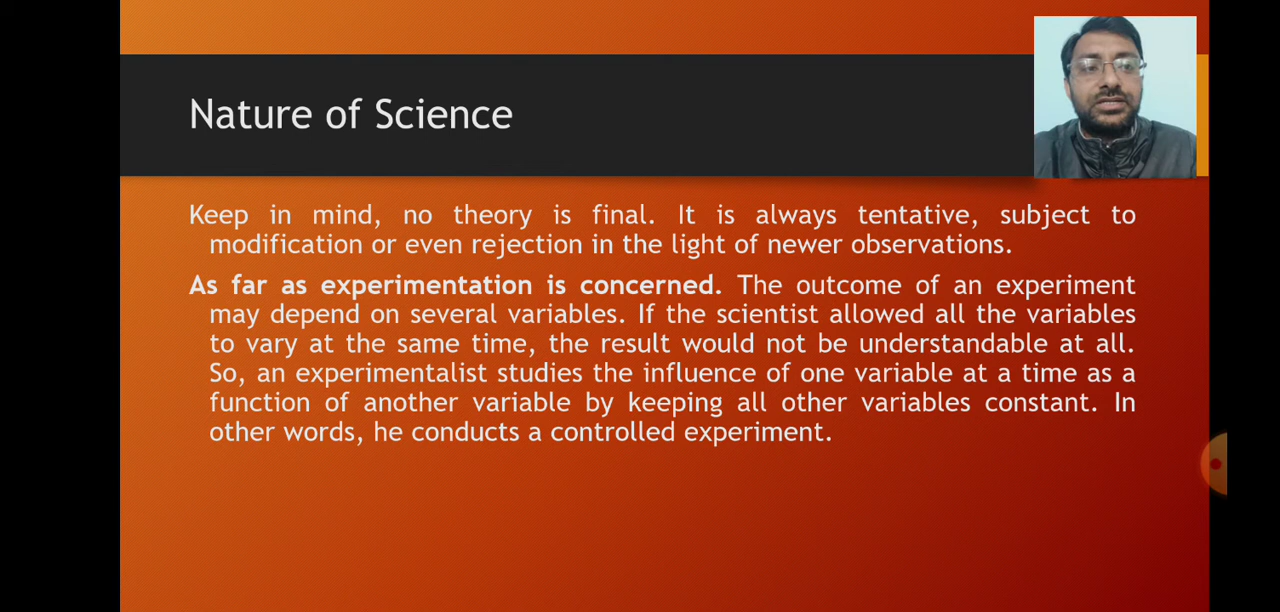 Nature of Science
Keep in mind, no theory is final. It is always tentative, subject to
modification or even rejection in the light of newer observations.
As far as experimentation is concerned. The outcome of an experiment
may depend on several variables. If the scientist allowed all the variables
to vary at the same time, the result would not be understandable at all.
So, an experimentalist studies the influence of one variable at a time as a
function of another variable by keeping all other variables constant. In
other words, he conducts a controlled experiment.